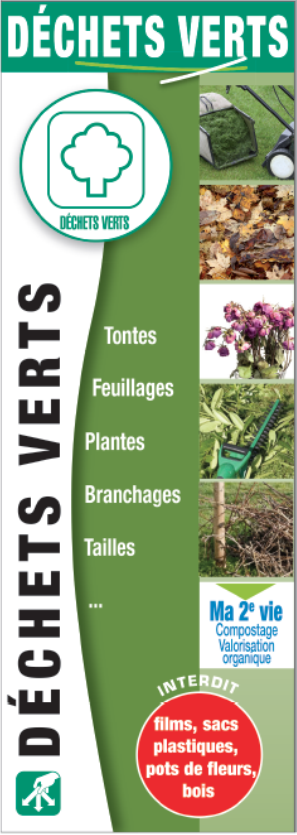 DÉCHETS VERTS
DÉCHETS VERTS
DÉCHETS VERTS
Tontes
Feuillages
Plantes
Branchages
Tailles
...
Ma 2e vie
Compostage
Valorisation
organique
INTERDIT
films, sacs
plastiques,
pots de fleurs,
bois